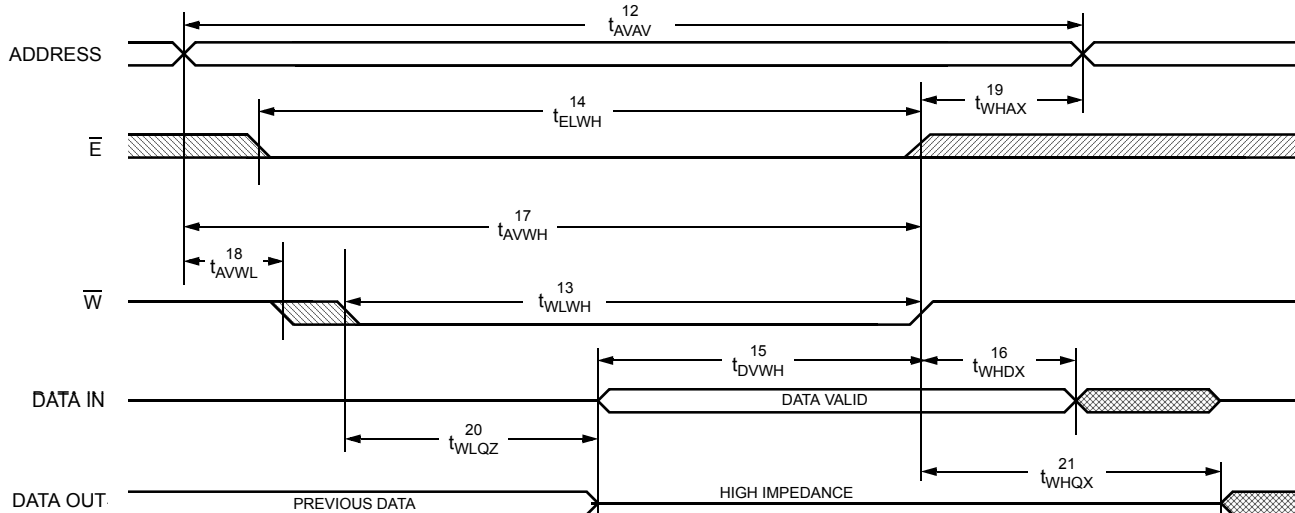 12
tAVAV
ADDRESS
14
tELWH
19
tWHAX
E
17
tAVWH
18
tAVWL
W
13
tWLWH
15
tDVWH
16
tWHDX
DATA IN
DATA VALID
20
tWLQZ
21
tWHQX
DATA OUT
PREVIOUS DATA
HIGH IMPEDANCE